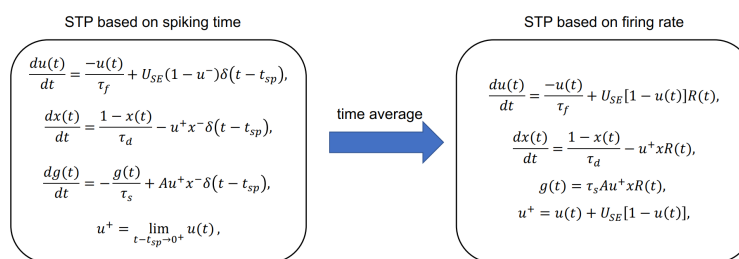 STP based on spiking time
du(t)/dt = −u(t)/τ_f + U_SE(1 − u⁻)δ(t − t_sp),
dx(t)/dt = (1 − x(t))/τ_d − u⁺x⁻δ(t − t_sp),
dg(t)/dt = −g(t)/τ_s + Au⁺x⁻δ(t − t_sp),
u⁺ = lim_{t−t_sp→0⁺} u(t),
time average
STP based on firing rate
du(t)/dt = −u(t)/τ_f + U_SE[1 − u(t)]R(t),
dx(t)/dt = (1 − x(t))/τ_d − u⁺xR(t),
g(t) = τ_sAu⁺xR(t),
u⁺ = u(t) + U_SE[1 − u(t)],